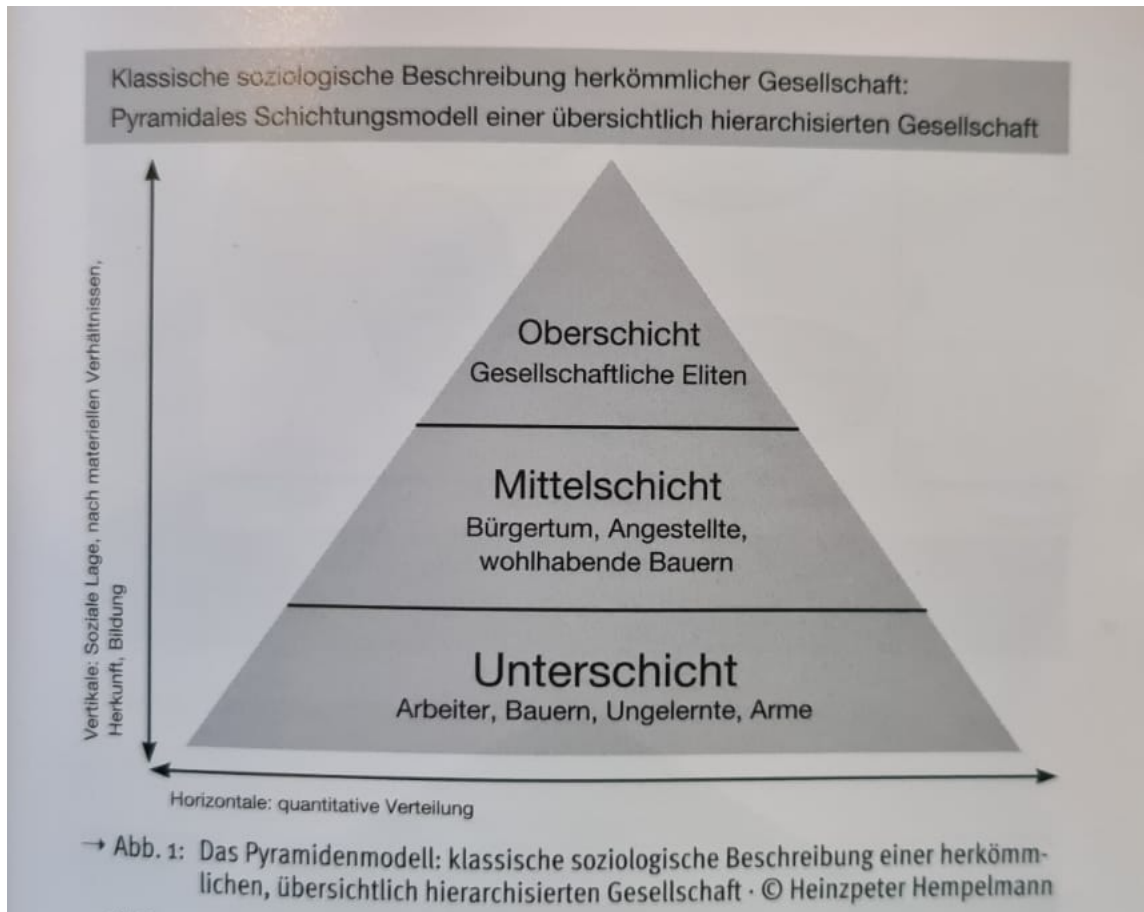 Klassische soziologische Beschreibung herkömmlicher Gesellschaft:
Pyramidales Schichtungsmodell einer übersichtlich hierarchisierten Gesellschaft
Vertikale: Soziale Lage, nach materiellen Verhältnissen,
Herkunft, Bildung
Oberschicht
Gesellschaftliche Eliten
Mittelschicht
Bürgertum, Angestellte,
wohlhabende Bauern
Unterschicht
Arbeiter, Bauern, Ungelernte, Arme
Horizontale: quantitative Verteilung
→ Abb. 1: Das Pyramidenmodell: klassische soziologische Beschreibung einer herkömm-
lichen, übersichtlich hierarchisierten Gesellschaft · © Heinzpeter Hempelmann